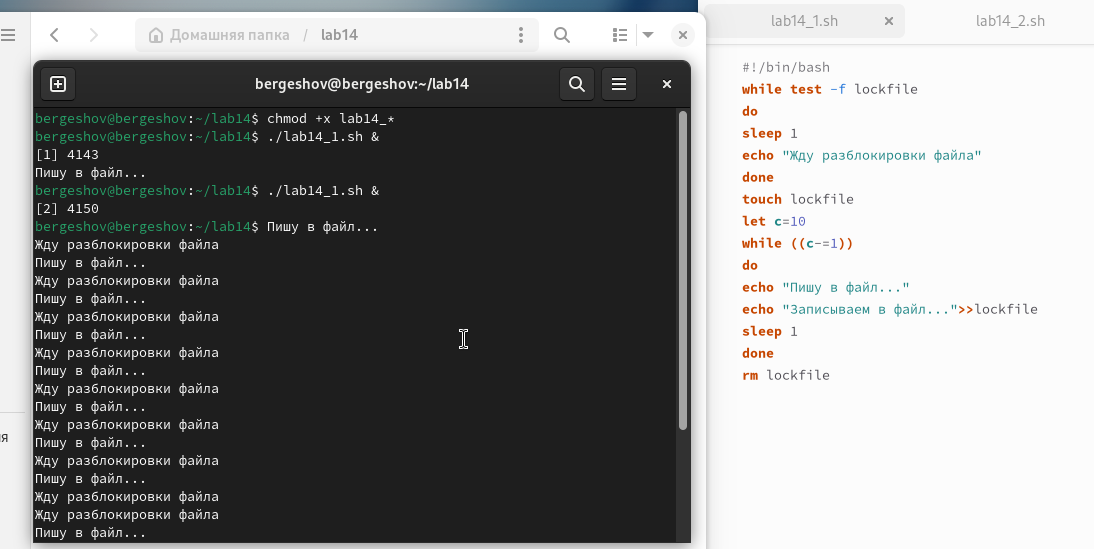 Домашняя папка / lab14
bergeshov@bergeshov:~/lab14
bergeshov@bergeshov:~/lab14$ chmod +x lab14_*
bergeshov@bergeshov:~/lab14$ ./lab14_1.sh &
[1] 4143
Пишу в файл...
bergeshov@bergeshov:~/lab14$ ./lab14_1.sh &
[2] 4150
bergeshov@bergeshov:~/lab14$ Пишу в файл...
Жду разблокировки файла
Пишу в файл...
Жду разблокировки файла
Пишу в файл...
Жду разблокировки файла
Пишу в файл...
Жду разблокировки файла
Пишу в файл...
Жду разблокировки файла
Пишу в файл...
Жду разблокировки файла
Пишу в файл...
Жду разблокировки файла
Пишу в файл...
Жду разблокировки файла
Жду разблокировки файла
Пишу в файл...
я
lab14_1.sh
lab14_2.sh
#!/bin/bash
while test -f lockfile
do
sleep 1
echo "Жду разблокировки файла"
done
touch lockfile
let c=10
while ((c-=1))
do
echo "Пишу в файл..."
echo "Записываем в файл...">>lockfile
sleep 1
done
rm lockfile